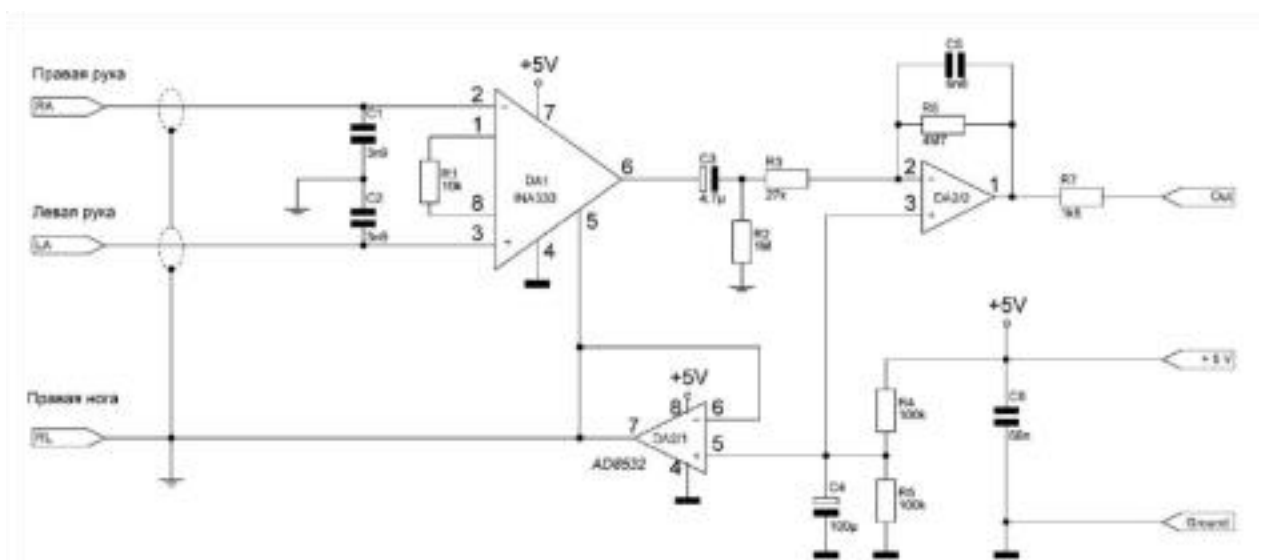 Правая рука
RA
Левая рука
LA
Правая нога
RL
+5V
2
7
1
8
3
4
5
6
C1
3n9
C2
R1
10k
DA1
INA333
C3
4.7μ
R3
27k
R2
1M
C5
R6
4M7
2
3
1
DA2/2
R7
Out
+5V
8
7
6
5
4
DA2/1
AD8532
+5V
+ 5 V
R4
100k
R5
100k
100μ
Ground